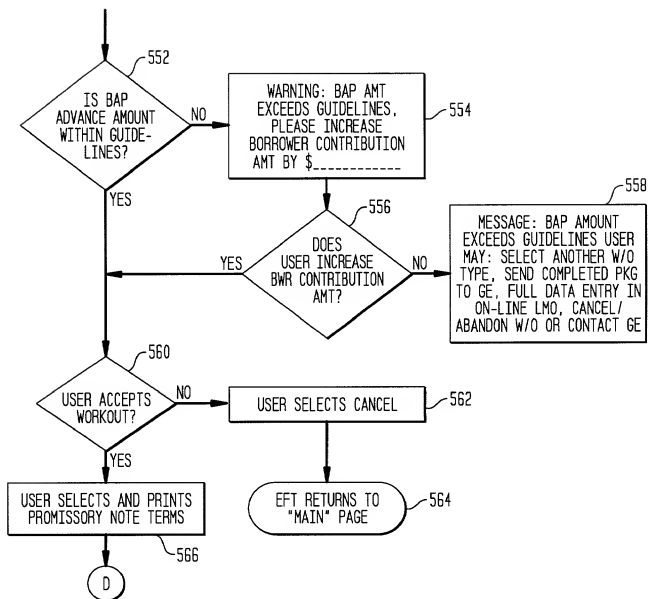 552
IS BAP
ADVANCE AMOUNT
WITHIN GUIDE-
LINES?
NO
YES
WARNING: BAP AMT
EXCEEDS GUIDELINES,
PLEASE INCREASE
BORROWER CONTRIBUTION
AMT BY $_____________
554
556
DOES
USER INCREASE
BWR CONTRIBUTION
AMT?
YES
NO
558
MESSAGE: BAP AMOUNT
EXCEEDS GUIDELINES USER
MAY: SELECT ANOTHER W/O
TYPE, SEND COMPLETED PKG
TO GE, FULL DATA ENTRY IN
ON-LINE LMO, CANCEL/
ABANDON W/O OR CONTACT GE
560
USER ACCEPTS
WORKOUT?
NO
YES
USER SELECTS CANCEL
562
EFT RETURNS TO
"MAIN" PAGE
564
USER SELECTS AND PRINTS
PROMISSORY NOTE TERMS
566
D